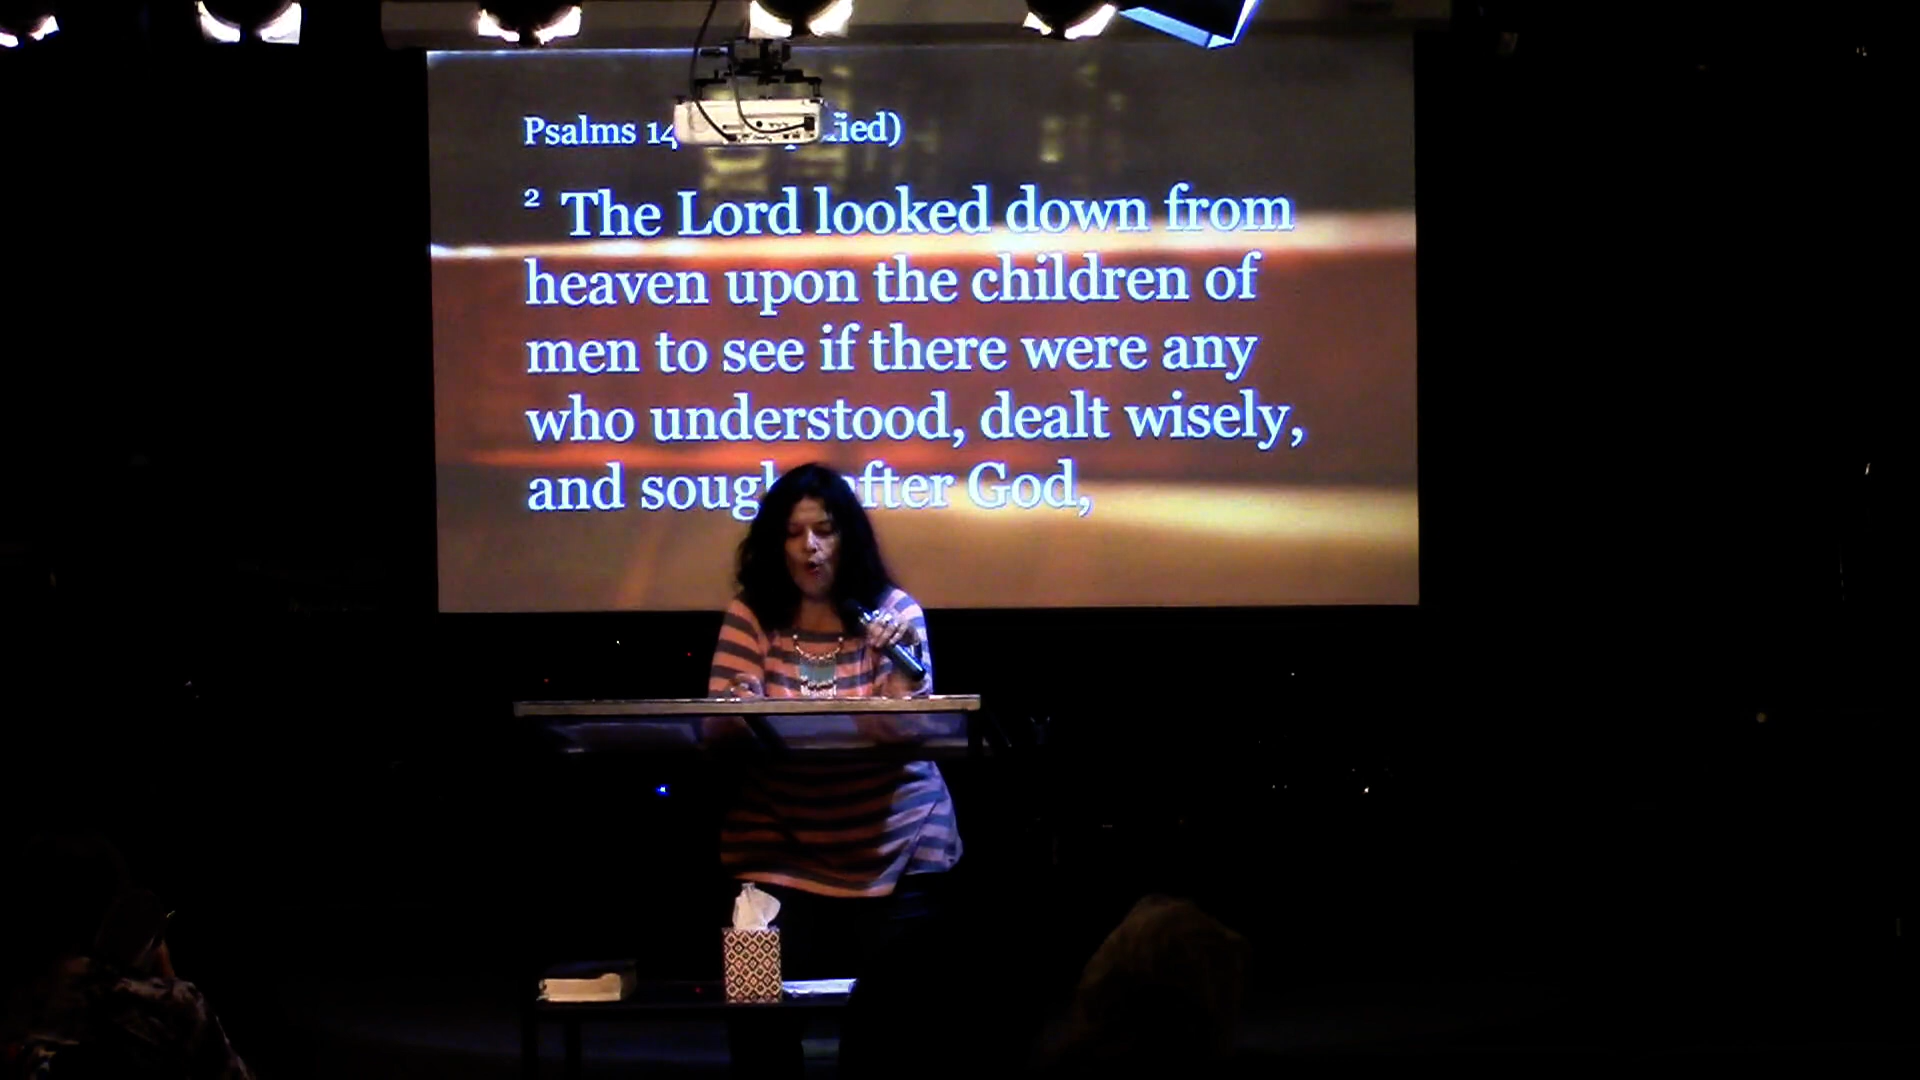 Psalms 14
² The Lord looked down from
heaven upon the children of
men to see if there were any
who understood, dealt wisely,
and after God,